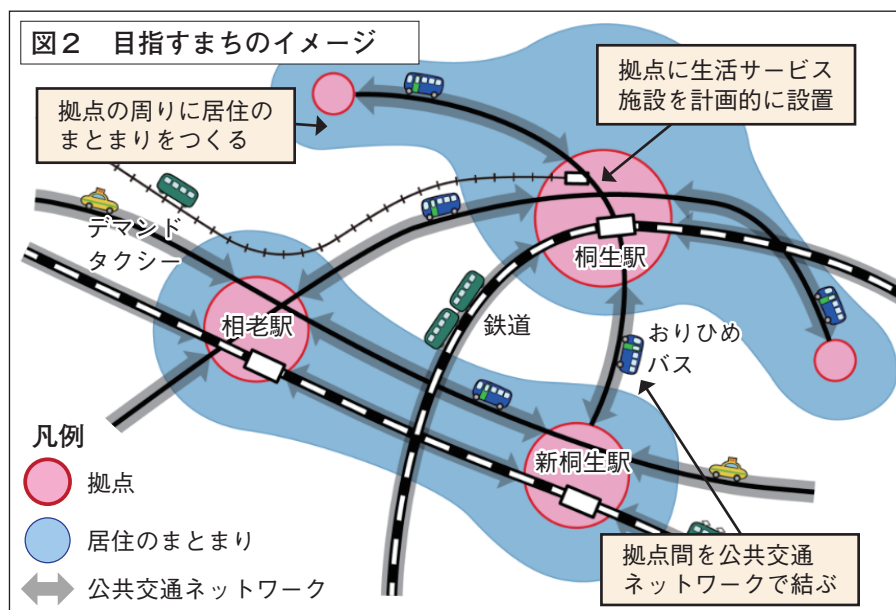 図2 目指すまちのイメージ
拠点の周りに居住の
まとまりをつくる
拠点に生活サービス
施設を計画的に設置
デマンド
タクシー
桐生駅
相老駅
鉄道
おりひめ
バス
新桐生駅
凡例
拠点
居住のまとまり
公共交通ネットワーク
拠点間を公共交通
ネットワークで結ぶ